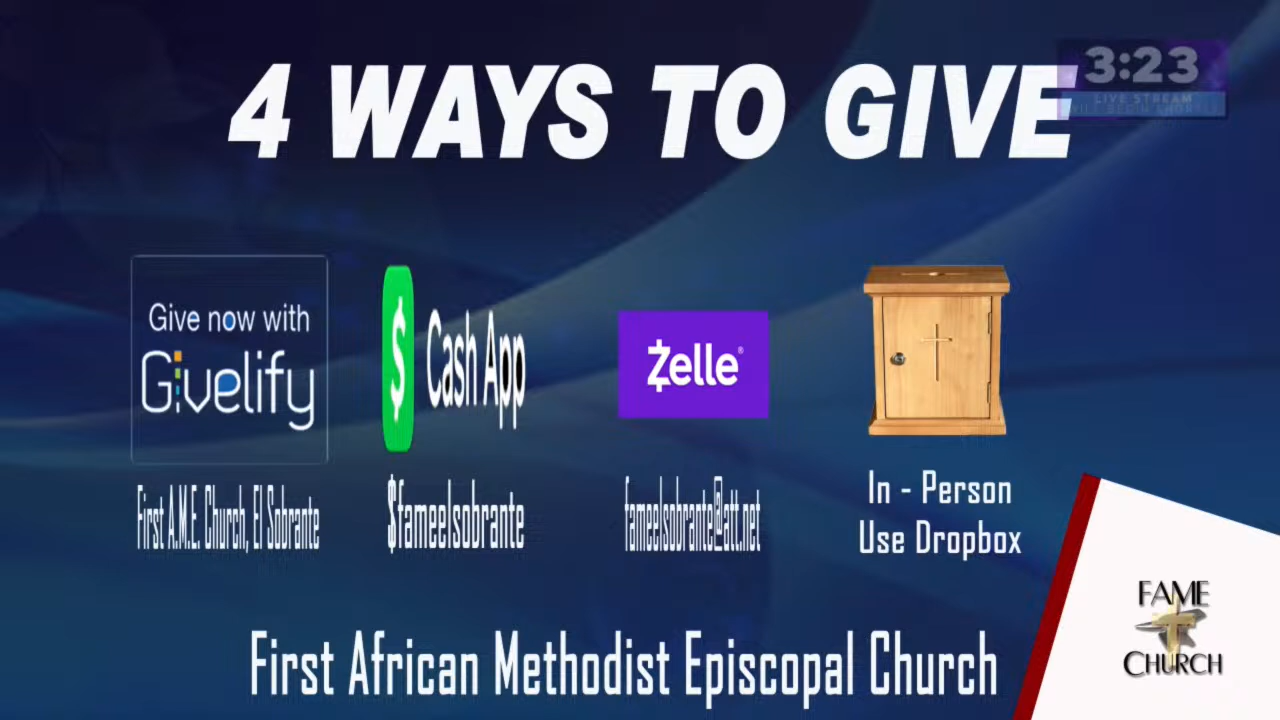 4 WAYS TO GIVE
3:23
LIVE STREAM
Give now with
Givelify
$ Cash App
Zelle®
First A.M.E. Church, El Sobrante
$fameelsobrante
fameelsobrante@att.net
In - Person
Use Dropbox
First African Methodist Episcopal Church
FAME
CHURCH